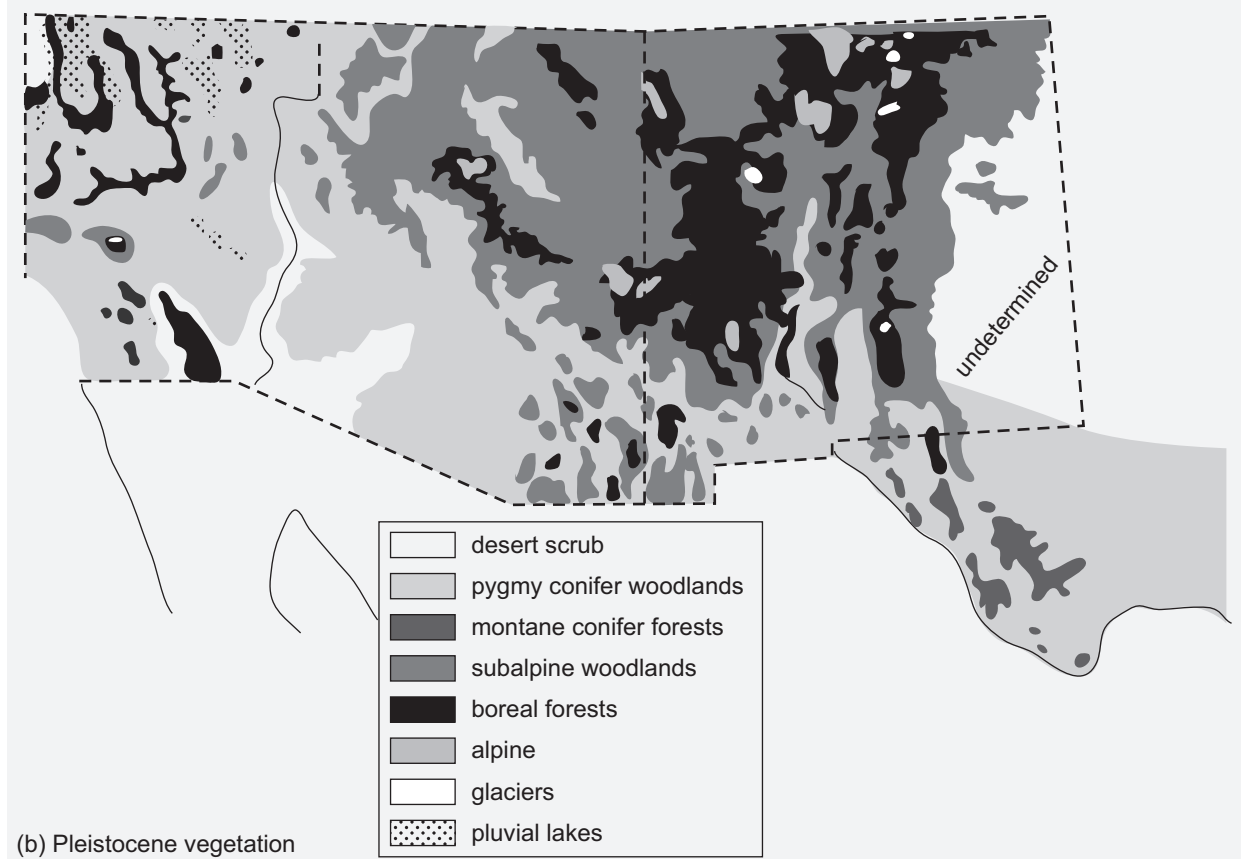 undetermined
desert scrub
pygmy conifer woodlands
montane conifer forests
subalpine woodlands
boreal forests
alpine
glaciers
pluvial lakes
(b) Pleistocene vegetation